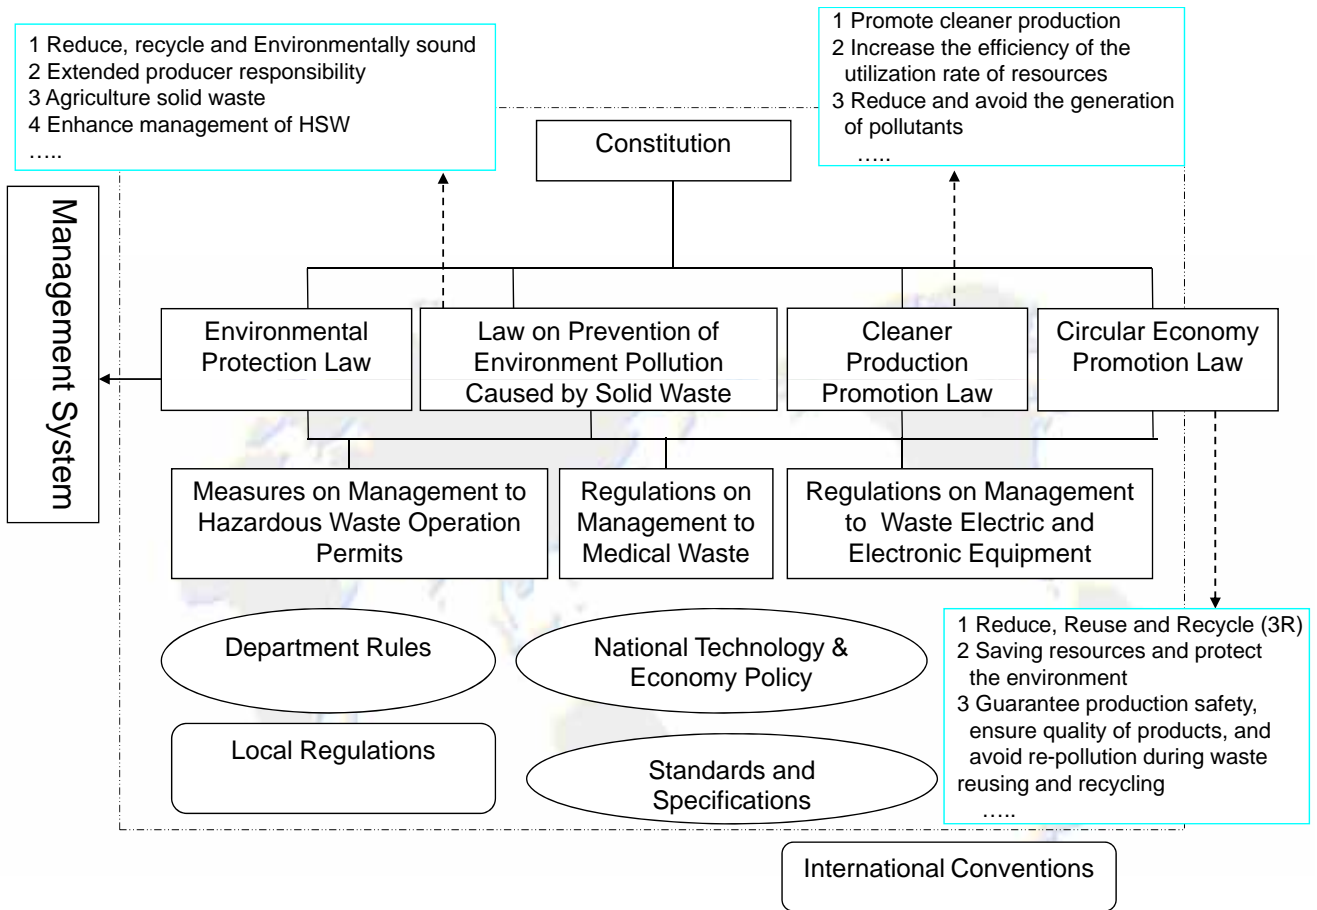 1 Reduce, recycle and Environmentally sound
2 Extended producer responsibility
3 Agriculture solid waste
4 Enhance management of HSW
…..
1 Promote cleaner production
2 Increase the efficiency of the
utilization rate of resources
3 Reduce and avoid the generation
of pollutants
…..
Constitution
Management System
Environmental
Protection Law
Law on Prevention of
Environment Pollution
Caused by Solid Waste
Cleaner
Production
Promotion Law
Circular Economy
Promotion Law
Measures on Management to
Hazardous Waste Operation
Permits
Regulations on
Management to
Medical Waste
Regulations on Management
to Waste Electric and
Electronic Equipment
Department Rules
National Technology &
Economy Policy
1 Reduce, Reuse and Recycle (3R)
2 Saving resources and protect
the environment
3 Guarantee production safety,
ensure quality of products, and
avoid re-pollution during waste
reusing and recycling
…..
Local Regulations
Standards and
Specifications
International Conventions